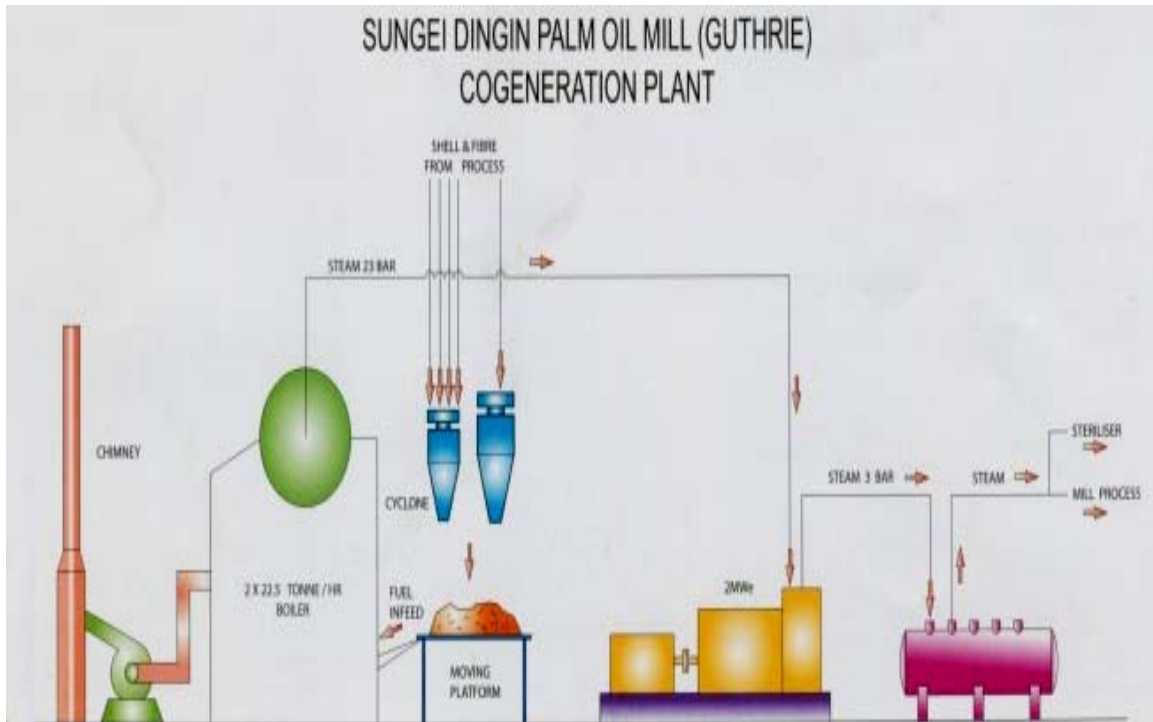 SUNGEI DINGIN PALM OIL MILL (GUTHRIE)
COGENERATION PLANT
SHELL & FIBRE
FROM PROCESS
STEAM 23 BAR
CHIMNEY
CYCLONE
STERILISER
STEAM 3 BAR
STEAM
MILL PROCESS
2 X 22.5 TONNE / HR
BOILER
FUEL
INFEED
2MWe
MOVING
PLATFORM